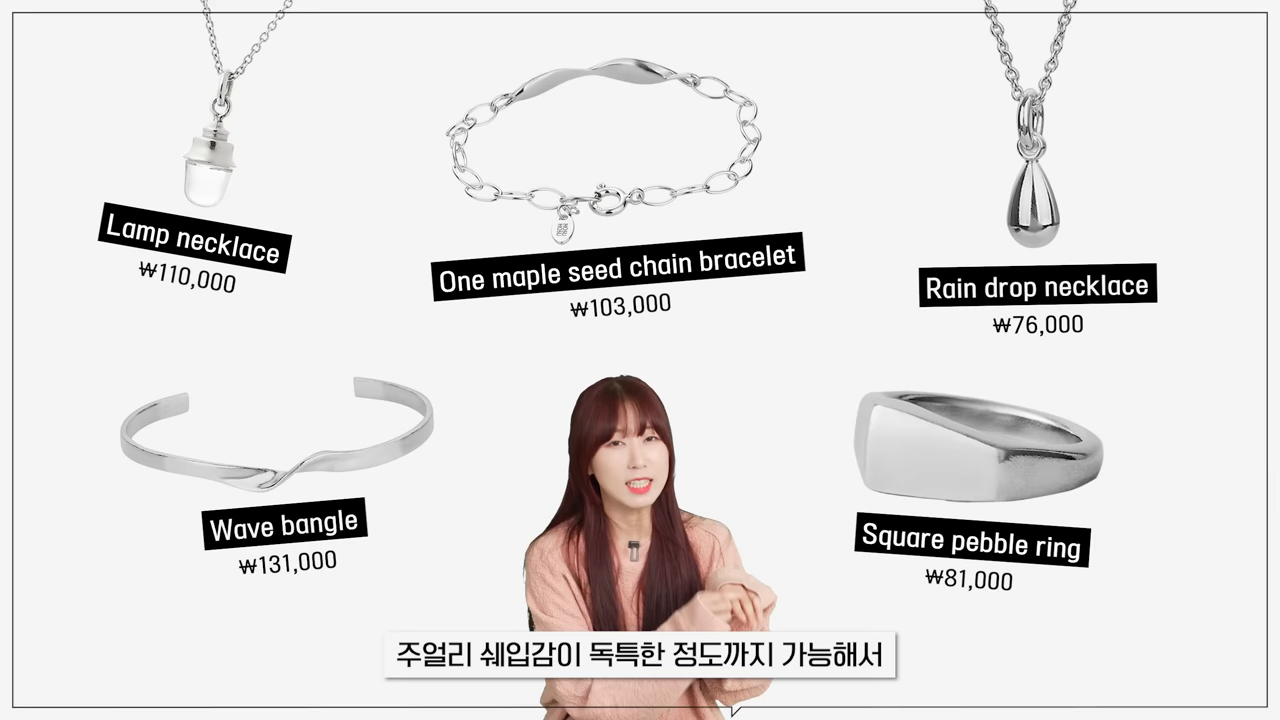 Lamp necklace
₩110,000
One maple seed chain bracelet
₩103,000
Rain drop necklace
₩76,000
Wave bangle
₩131,000
Square pebble ring
₩81,000
주얼리 쉐입감이 독특한 정도까지 가능해서